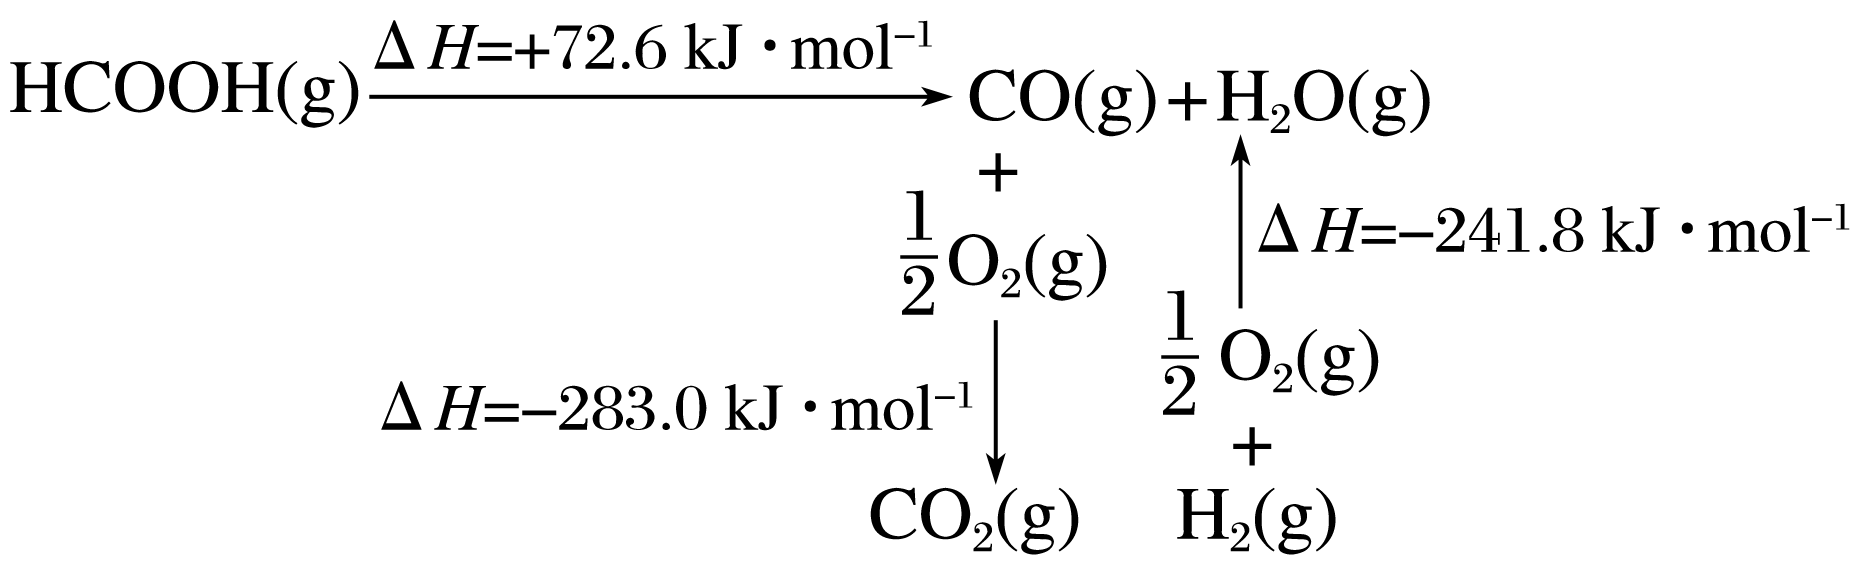 ΔH=+72.6 kJ·mol⁻¹
HCOOH(g) CO(g)+H₂O(g)
+
1/2 O₂(g)
ΔH=−241.8 kJ·mol⁻¹
1/2 O₂(g)
ΔH=−283.0 kJ·mol⁻¹
+
CO₂(g) H₂(g)